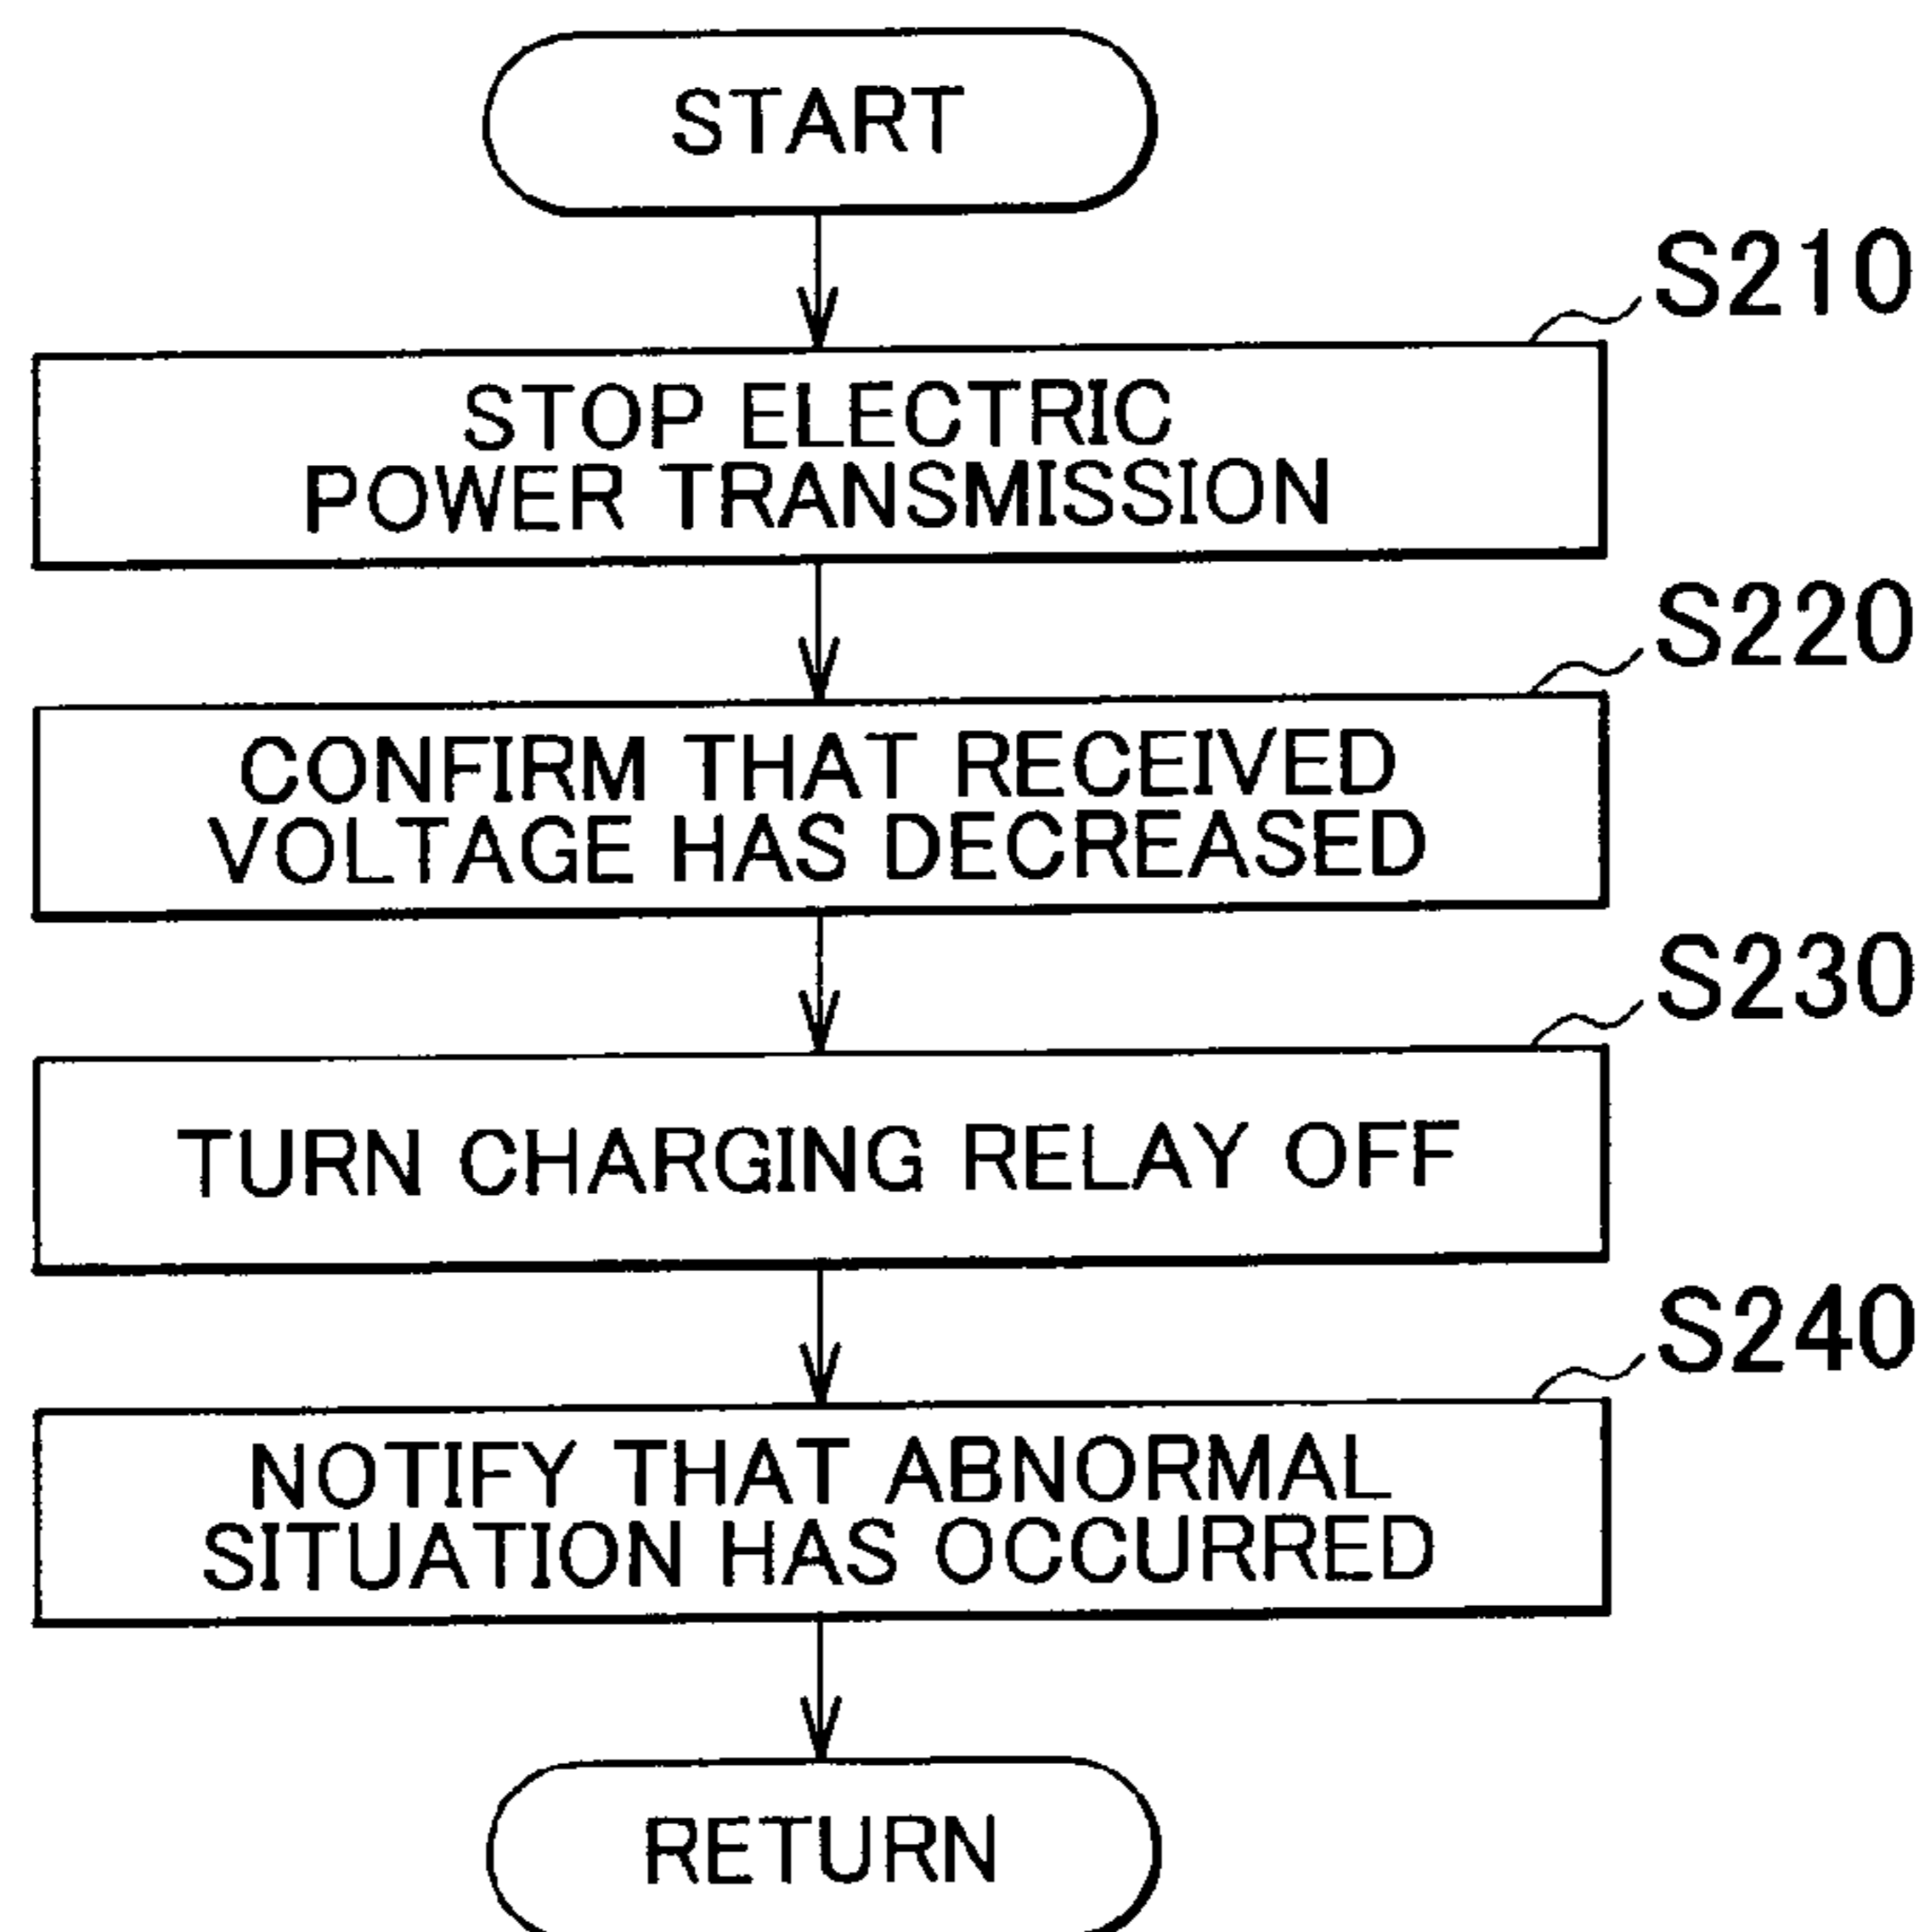 START
S210
STOP ELECTRIC
POWER TRANSMISSION
S220
CONFIRM THAT RECEIVED
VOLTAGE HAS DECREASED
S230
TURN CHARGING RELAY OFF
S240
NOTIFY THAT ABNORMAL
SITUATION HAS OCCURRED
RETURN